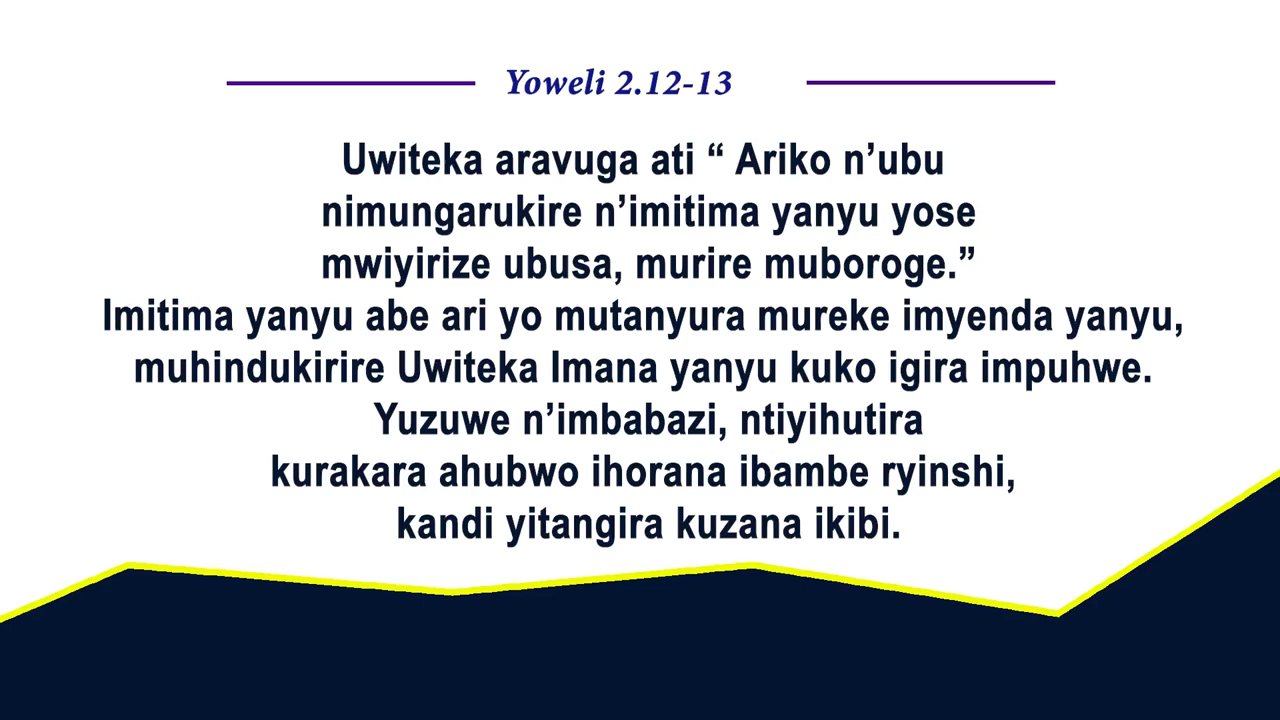 Yoweli 2.12-13
Uwiteka aravuga ati “ Ariko n’ubu
nimungarukire n’imitima yanyu yose
mwiyirize ubusa, murire muboroge.”
Imitima yanyu abe ari yo mutanyura mureke imyenda yanyu,
muhindukirire Uwiteka Imana yanyu kuko igira impuhwe.
Yuzuwe n’imbabazi, ntiyihutira
kurakara ahubwo ihorana ibambe ryinshi,
kandi yitangira kuzana ikibi.